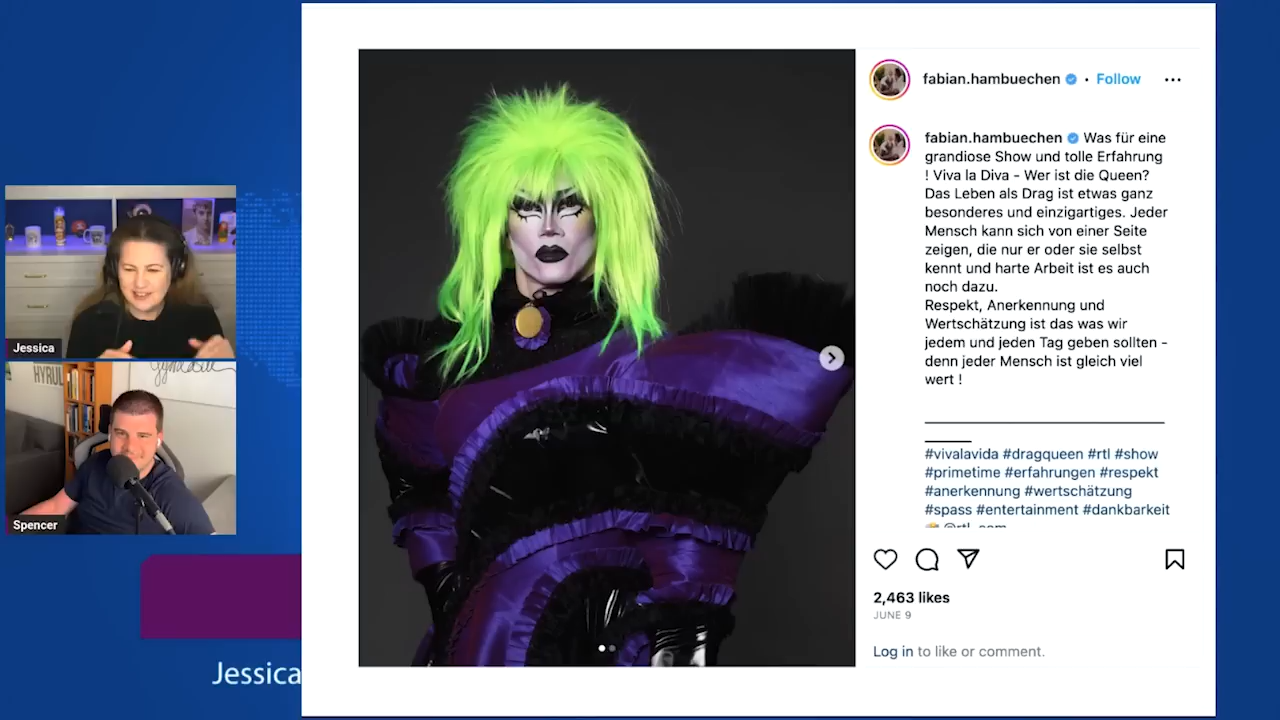 fabian.hambuechen • Follow
fabian.hambuechen Was für eine
grandiose Show und tolle Erfahrung
! Viva la Diva - Wer ist die Queen?
Das Leben als Drag ist etwas ganz
besonderes und einzigartiges. Jeder
Mensch kann sich von einer Seite
zeigen, die nur er oder sie selbst
kennt und harte Arbeit ist es auch
noch dazu.
Respekt, Anerkennung und
Wertschätzung ist das was wir
jedem und jeden Tag geben sollten -
denn jeder Mensch ist gleich viel
wert !
#vivalavida #dragqueen #rtl #show
#primetime #erfahrungen #respekt
#anerkennung #wertschätzung
#spass #entertainment #dankbarkeit
2,463 likes
JUNE 9
Log in to like or comment.
Jessica
HYRUL
Spencer
Jessica